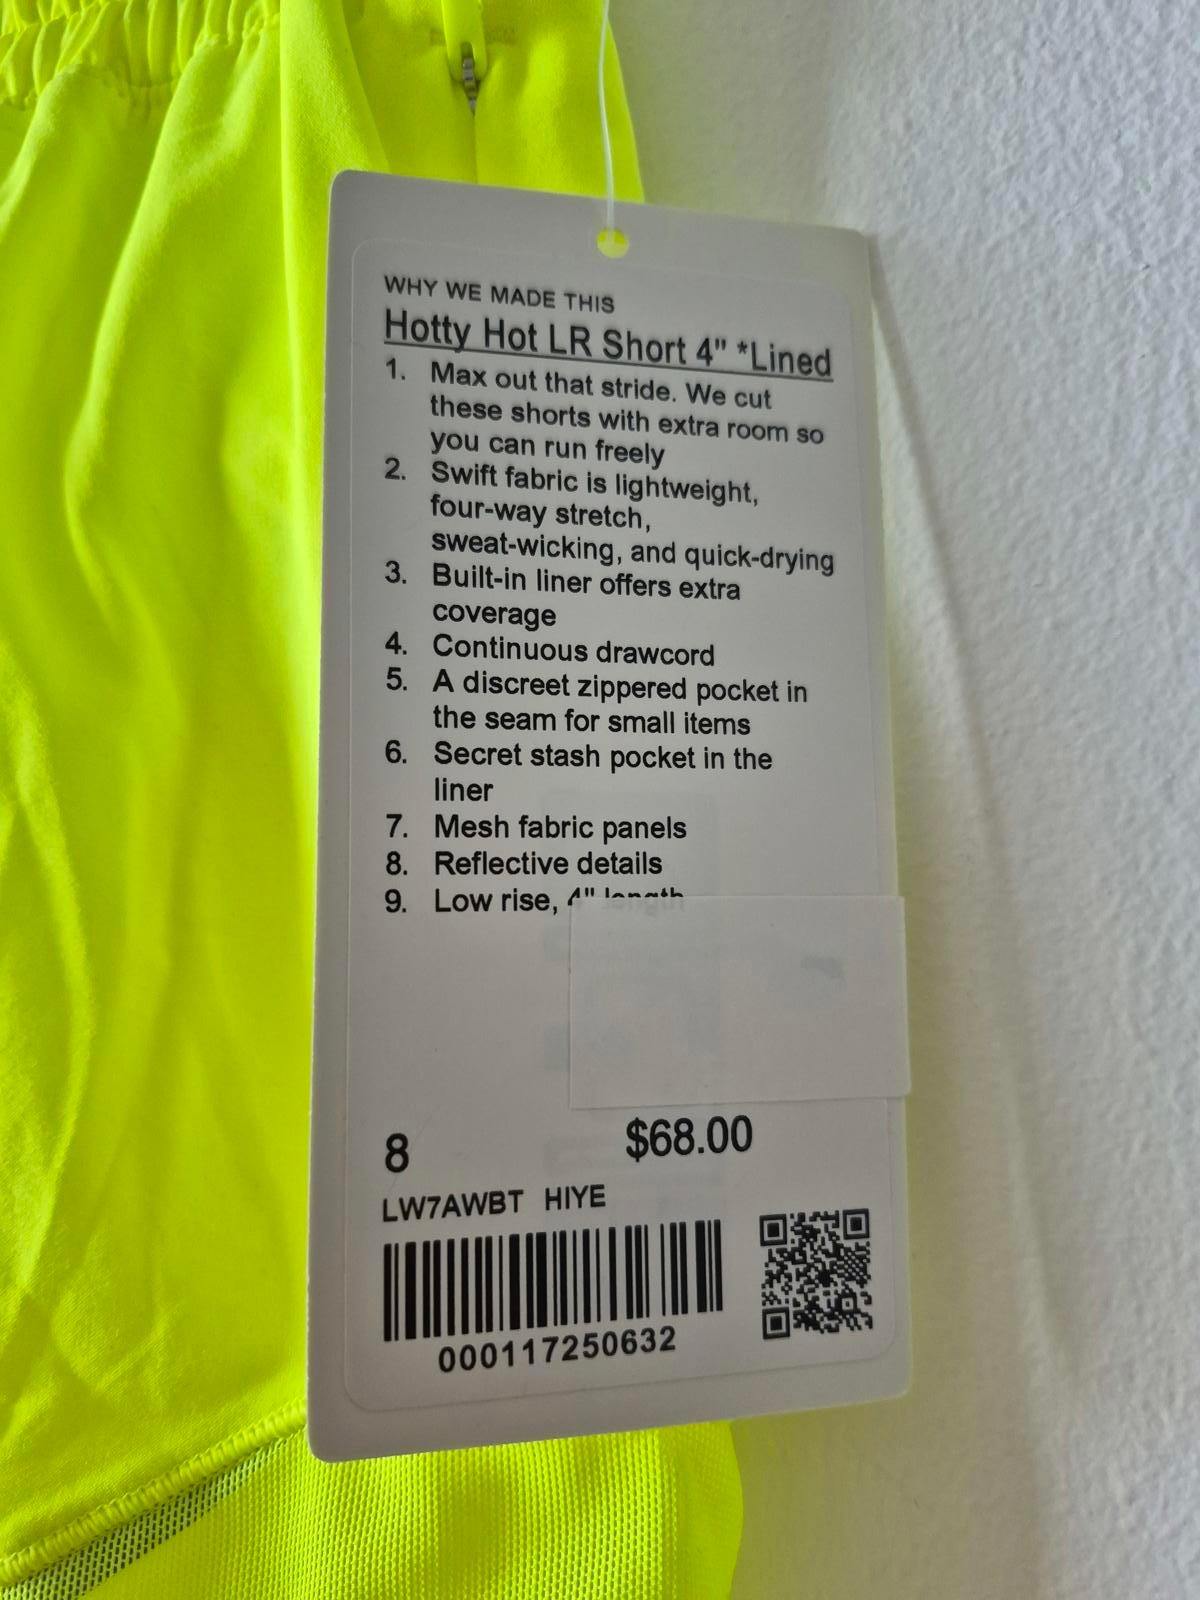 WHY WE MADE THIS
Hotty Hot LR Short 4" *Lined
1. Max out that stride. We cut
these shorts with extra room so
you can run freely
2. Swift fabric is lightweight,
four-way stretch,
sweat-wicking, and quick-drying
3. Built-in liner offers extra
coverage
4. Continuous drawcord
5. A discreet zippered pocket in
the seam for small items
6. Secret stash pocket in the
liner
7. Mesh fabric panels
8. Reflective details
9. Low rise, 4" length
8 $68.00
LW7AWBT HIYE
000117250632